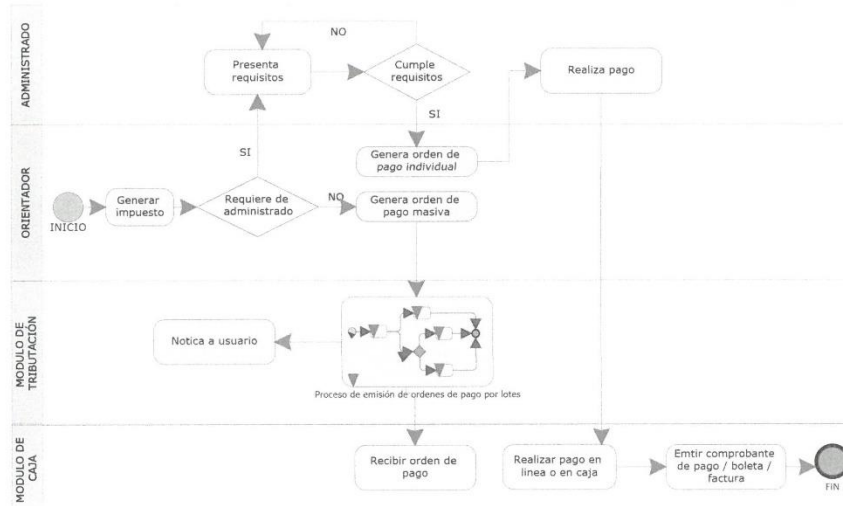 ADMINISTRADO
NO
Presenta
requisitos
Cumple
requisitos
Realiza pago
SI
ORIENTADOR
SI
Genera orden de
pago individual
INICIO
Generar
impuesto
Requiere de
administrado
NO
Genera orden de
pago masiva
MODULO DE
TRIBUTACIÓN
Notica a usuario
Proceso de emisión de ordenes de pago por lotes
MODULO DE
CAJA
Recibir orden de
pago
Realizar pago en
linea o en caja
Emtir comprobante
de pago / boleta /
factura
FIN